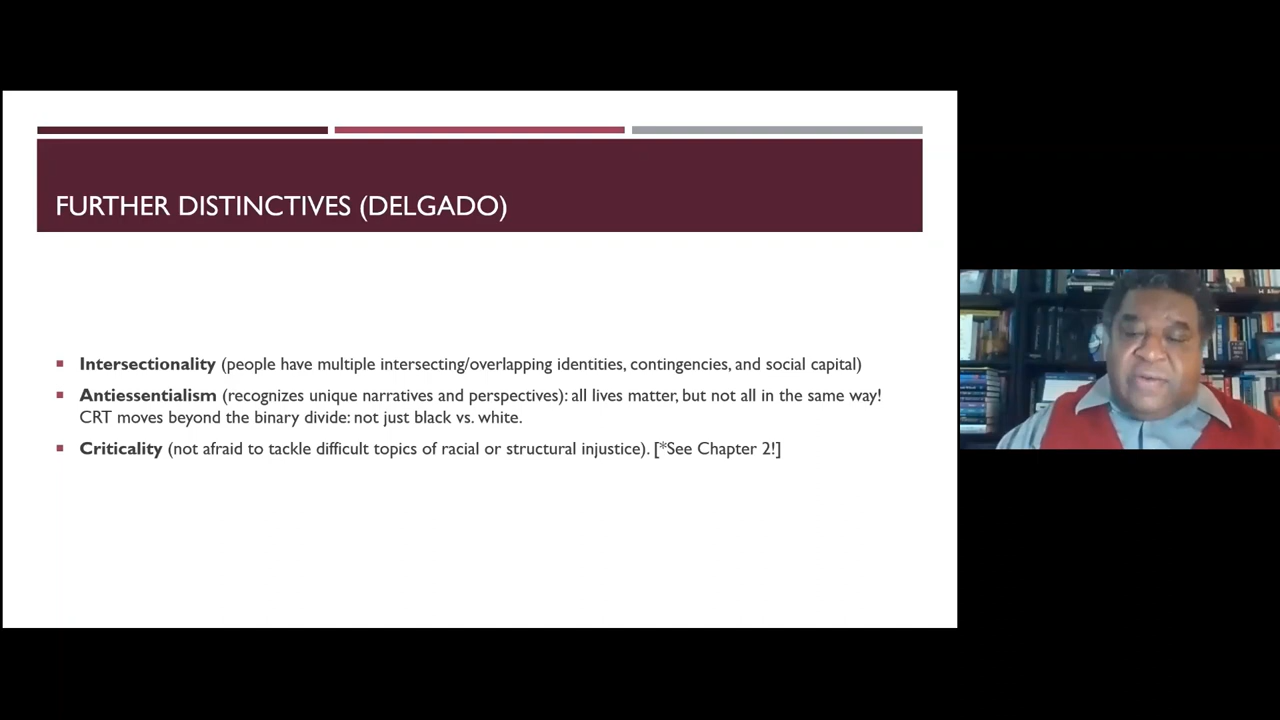 FURTHER DISTINCTIVES (DELGADO)
Intersectionality (people have multiple intersecting/overlapping identities, contingencies, and social capital)
Antiessentialism (recognizes unique narratives and perspectives): all lives matter, but not all in the same way!
CRT moves beyond the binary divide: not just black vs. white.
Criticality (not afraid to tackle difficult topics of racial or structural injustice). [*See Chapter 2!]